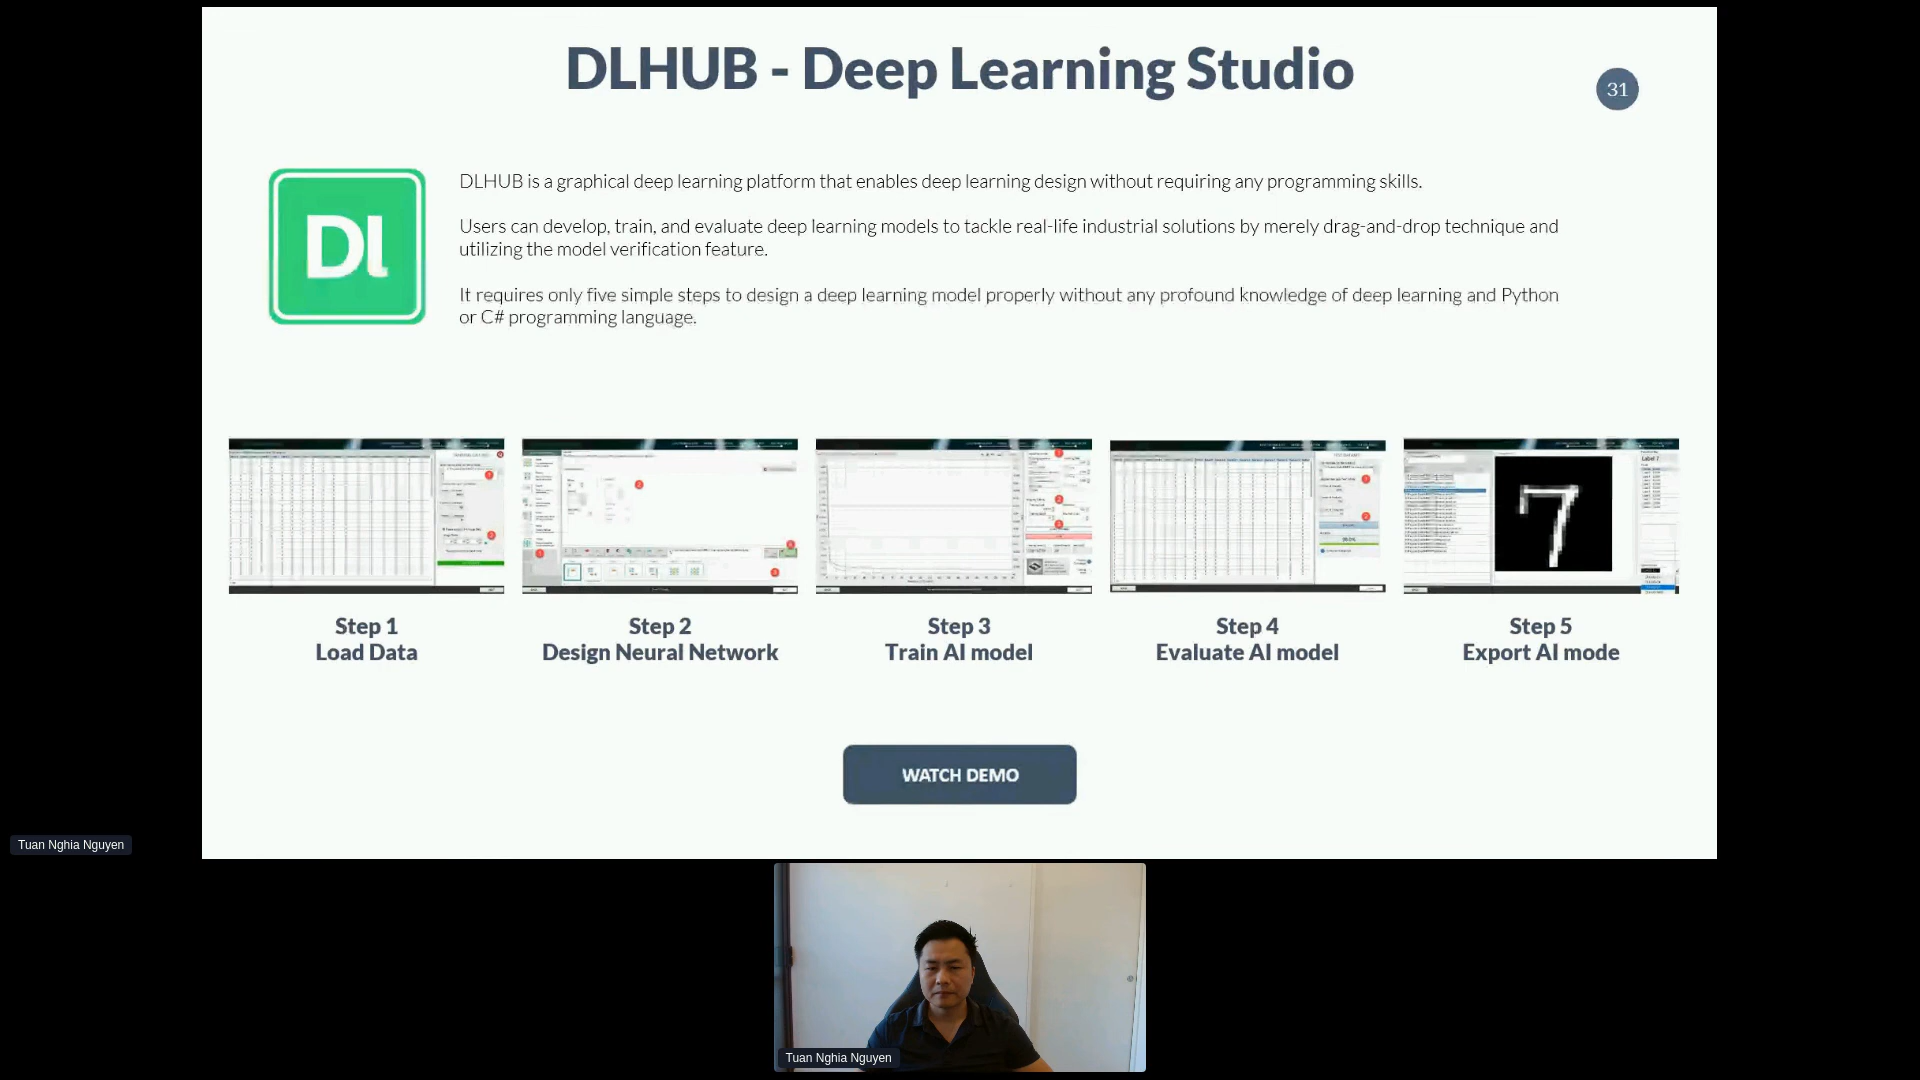 DLHUB - Deep Learning Studio
31
Dl
DLHUB is a graphical deep learning platform that enables deep learning design without requiring any programming skills.
Users can develop, train, and evaluate deep learning models to tackle real-life industrial solutions by merely drag-and-drop technique and
utilizing the model verification feature.
It requires only five simple steps to design a deep learning model properly without any profound knowledge of deep learning and Python
or C# programming language.
Step 1
Load Data
Step 2
Design Neural Network
Step 3
Train AI model
Step 4
Evaluate AI model
Step 5
Export AI mode
WATCH DEMO
Tuan Nghia Nguyen
Tuan Nghia Nguyen